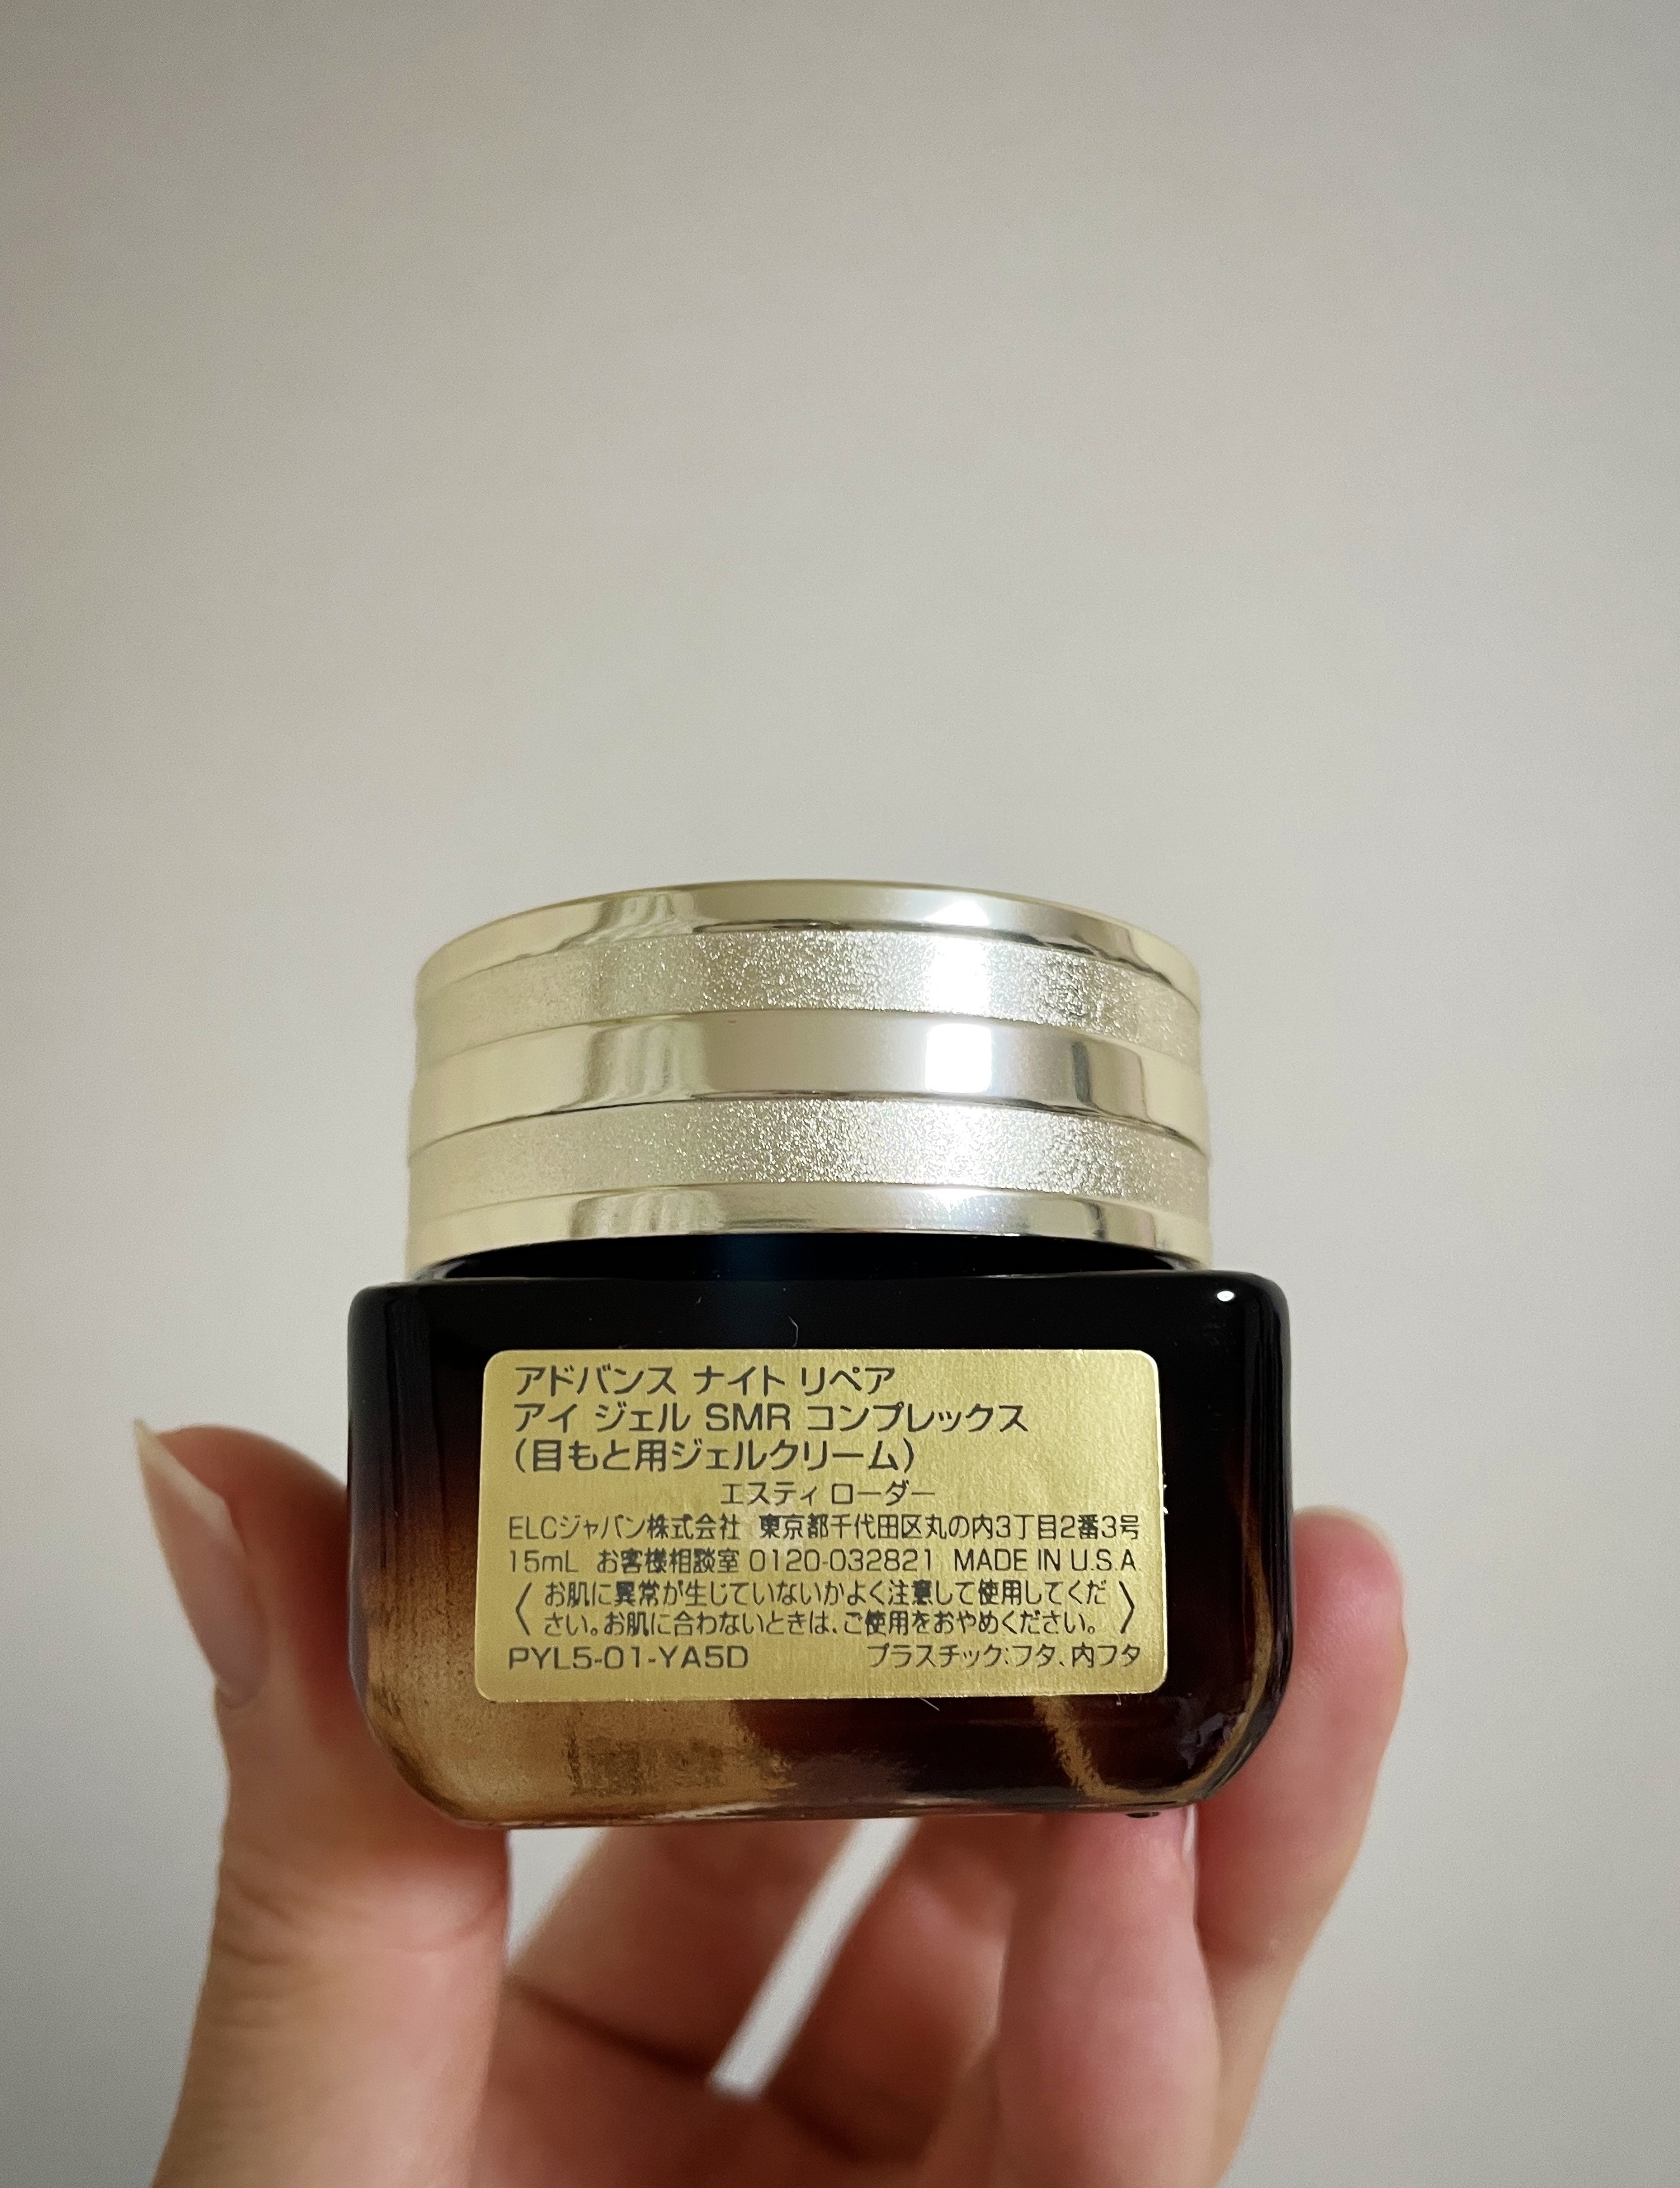 アドバンス ナイト リペア
アイ ジェル SMR コンプレックス
（目もと用ジェルクリーム）
エスティ ローダー
ELCジャパン株式会社 東京都千代田区丸の内3丁目2番3号
15mL お客様相談室 0120-032821 MADE IN U.S.A
〈お肌に異常が生じていないかよく注意して使用してくだ
さい。お肌に合わないときは、ご使用をおやめください。〉
PYL5-01-YA5D プラスチック:フタ、内フタ